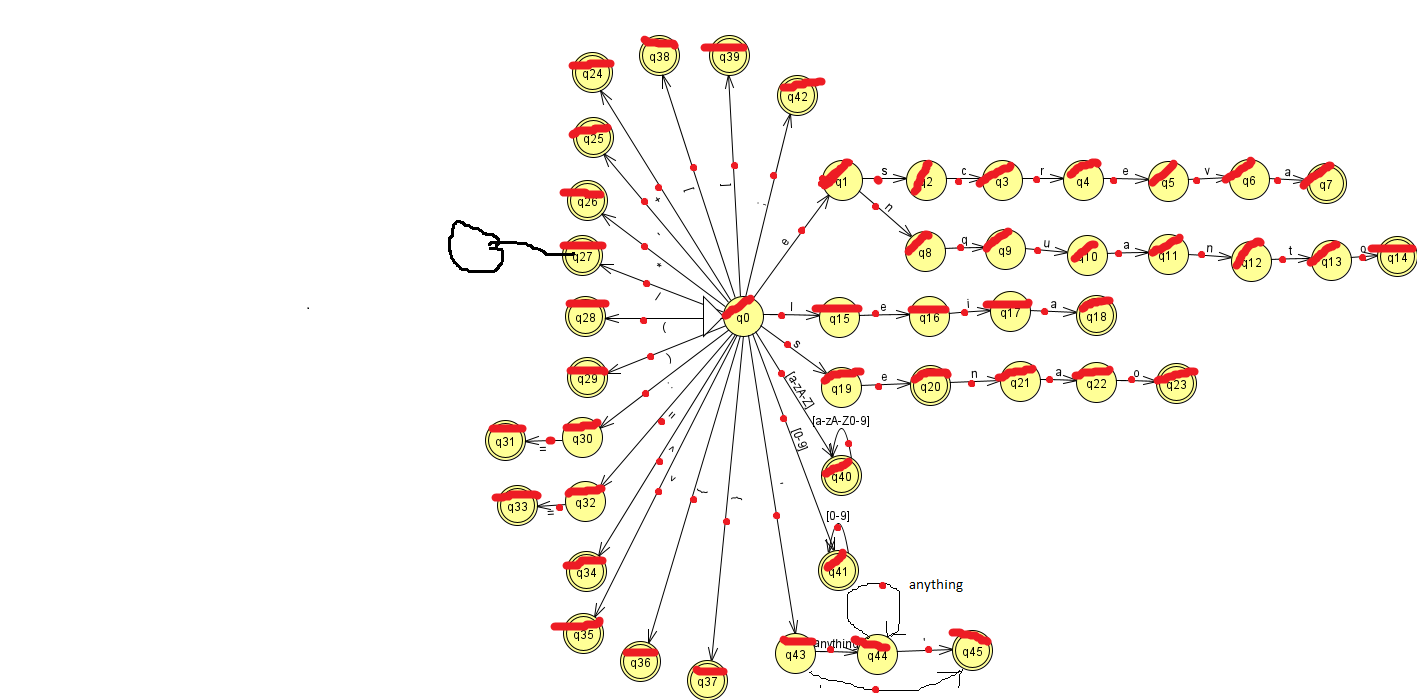 q38
q39
q24
q42
q25
[
]
s
c
r
e
v
a
q1
q2
q3
q4
q5
q6
q7
q26
+
;
n
-
e
q8
q
q9
u
q10
a
q11
n
q12
t
q13
o
q14
q27
*
/
q28
(
q0
l
q15
e
q16
i
q17
a
q18
)
s
q29
q19
e
q20
n
q21
a
q22
o
q23
[a-zA-Z]
:
=
[a-zA-Z0-9]
q31
=
q30
[0-9]
q40
q33
=
q32
[0-9]
q34
q41
anything
q35
q36
q37
q43
anything
q44
'
q45
'